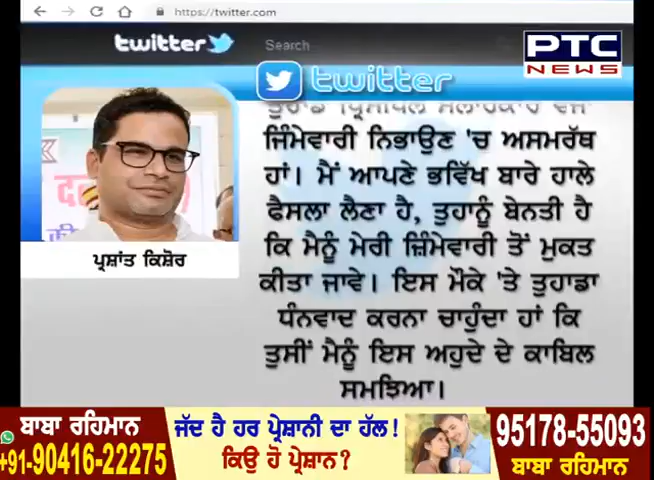 https://twitter.com
twitter
Search
PTC
NEWS
twitter
ਜਿੰਮੇਵਾਰੀ ਨਿਭਾਉਣ 'ਚ ਅਸਮਰੱਥ
ਹਾਂ। ਮੈਂ ਆਪਣੇ ਭਵਿੱਖ ਬਾਰੇ ਹਾਲੇ
ਫੈਸਲਾ ਲੈਣਾ ਹੈ, ਤੁਹਾਨੂੰ ਬੇਨਤੀ ਹੈ
ਕਿ ਮੈਨੂੰ ਮੇਰੀ ਜ਼ਿੰਮੇਵਾਰੀ ਤੋਂ ਮੁਕਤ
ਕੀਤਾ ਜਾਵੇ। ਇਸ ਮੌਕੇ 'ਤੇ ਤੁਹਾਡਾ
ਧੰਨਵਾਦ ਕਰਨਾ ਚਾਹੁੰਦਾ ਹਾਂ ਕਿ
ਤੁਸੀਂ ਮੈਨੂੰ ਇਸ ਅਹੁਦੇ ਦੇ ਕਾਬਿਲ
ਸਮਝਿਆ।
ਪ੍ਰਸ਼ਾਂਤ ਕਿਸ਼ੋਰ
ਬਾਬਾ ਰਹਿਮਾਨ
+91-90416-22275
ਜੱਦ ਹੈ ਹਰ ਪ੍ਰੇਸ਼ਾਨੀ ਦਾ ਹੱਲ!
ਕਿਉ ਹੋ ਪ੍ਰੇਸ਼ਾਨ?
95178-55093
ਬਾਬਾ ਰਹਿਮਾਨ